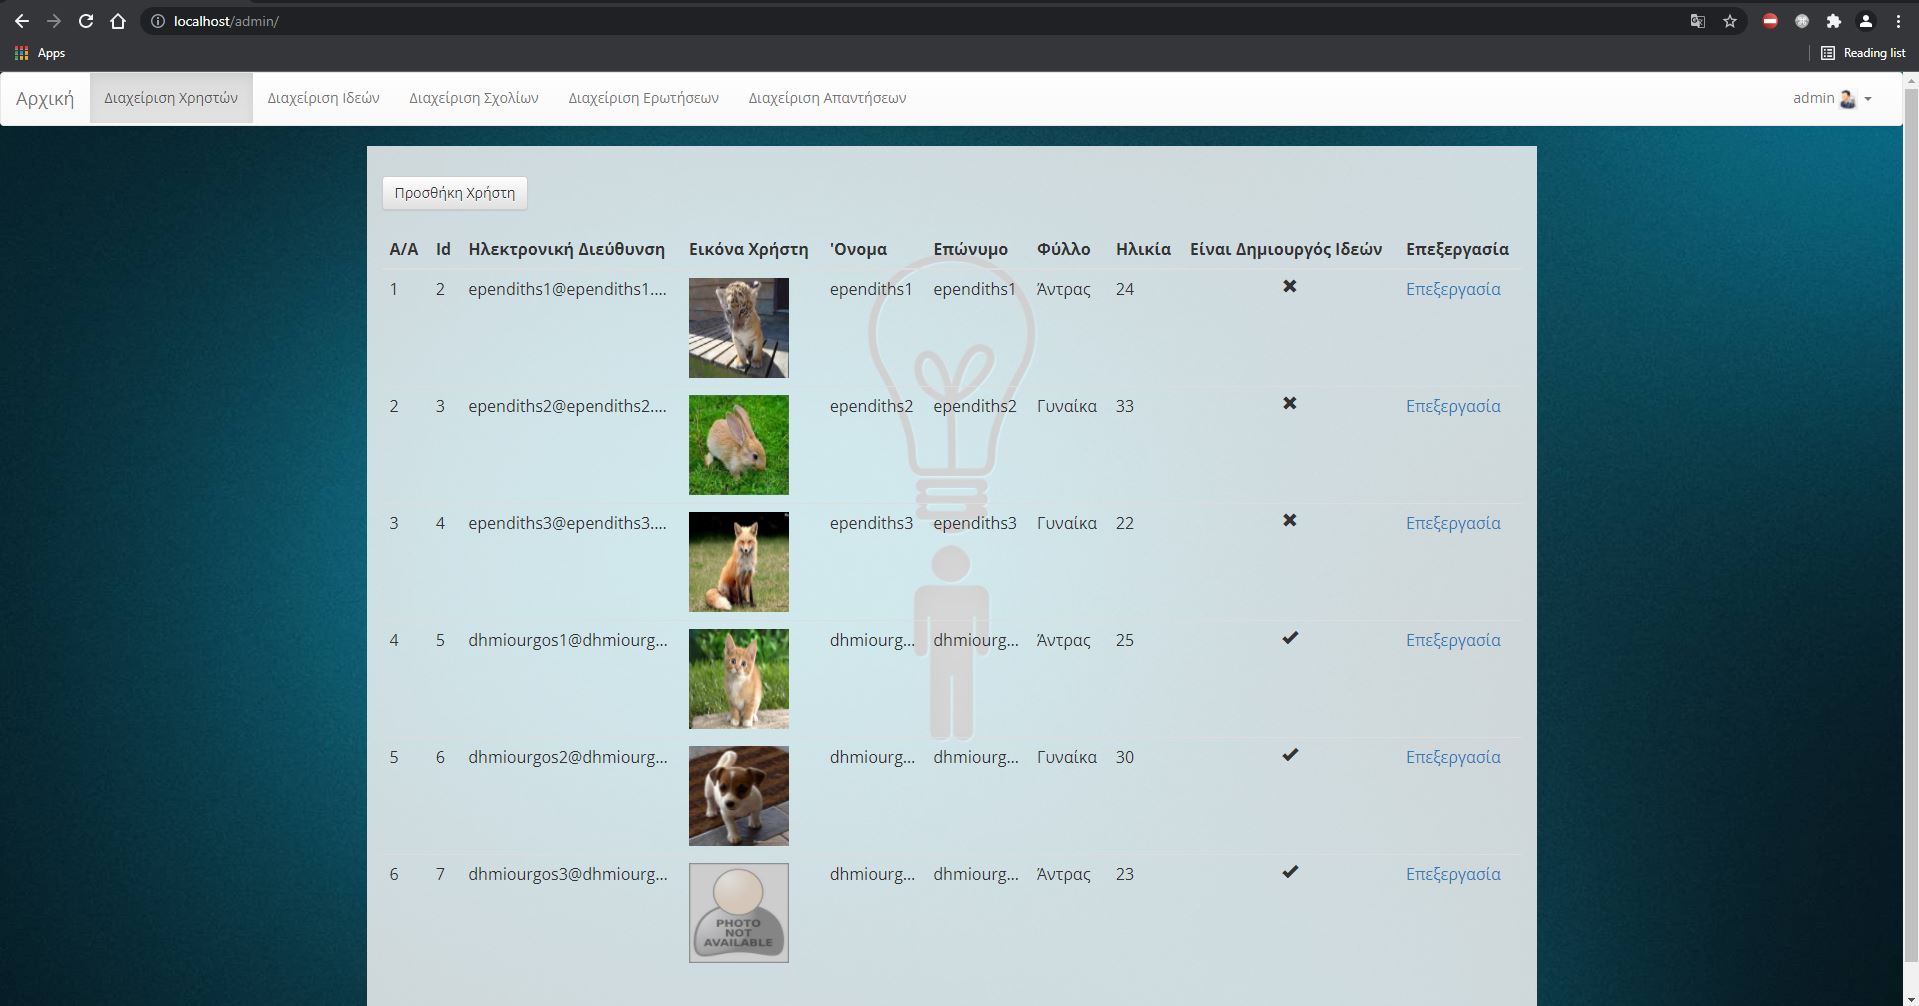 localhost/admin/
Apps
Reading list
Αρχική Διαχείριση Χρηστών Διαχείριση Ιδεών Διαχείριση Σχολίων Διαχείριση Ερωτήσεων Διαχείριση Απαντήσεων admin
Προσθήκη Χρήστη
Α/Α Id Ηλεκτρονική Διεύθυνση Εικόνα Χρήστη 'Ονομα Επώνυμο Φύλλο Ηλικία Είναι Δημιουργός Ιδεών Επεξεργασία
1 2 ependiths1@ependiths1.... ependiths1 ependiths1 Άντρας 24 ✖ Επεξεργασία
2 3 ependiths2@ependiths2.... ependiths2 ependiths2 Γυναίκα 33 ✖ Επεξεργασία
3 4 ependiths3@ependiths3.... ependiths3 ependiths3 Γυναίκα 22 ✖ Επεξεργασία
4 5 dhmiourgos1@dhmiourg... dhmiourg... dhmiourg... Άντρας 25 ✔ Επεξεργασία
5 6 dhmiourgos2@dhmiourg... dhmiourg... dhmiourg... Γυναίκα 30 ✔ Επεξεργασία
6 7 dhmiourgos3@dhmiourg... dhmiourg... dhmiourg... Άντρας 23 ✔ Επεξεργασία
PHOTO
NOT
AVAILABLE